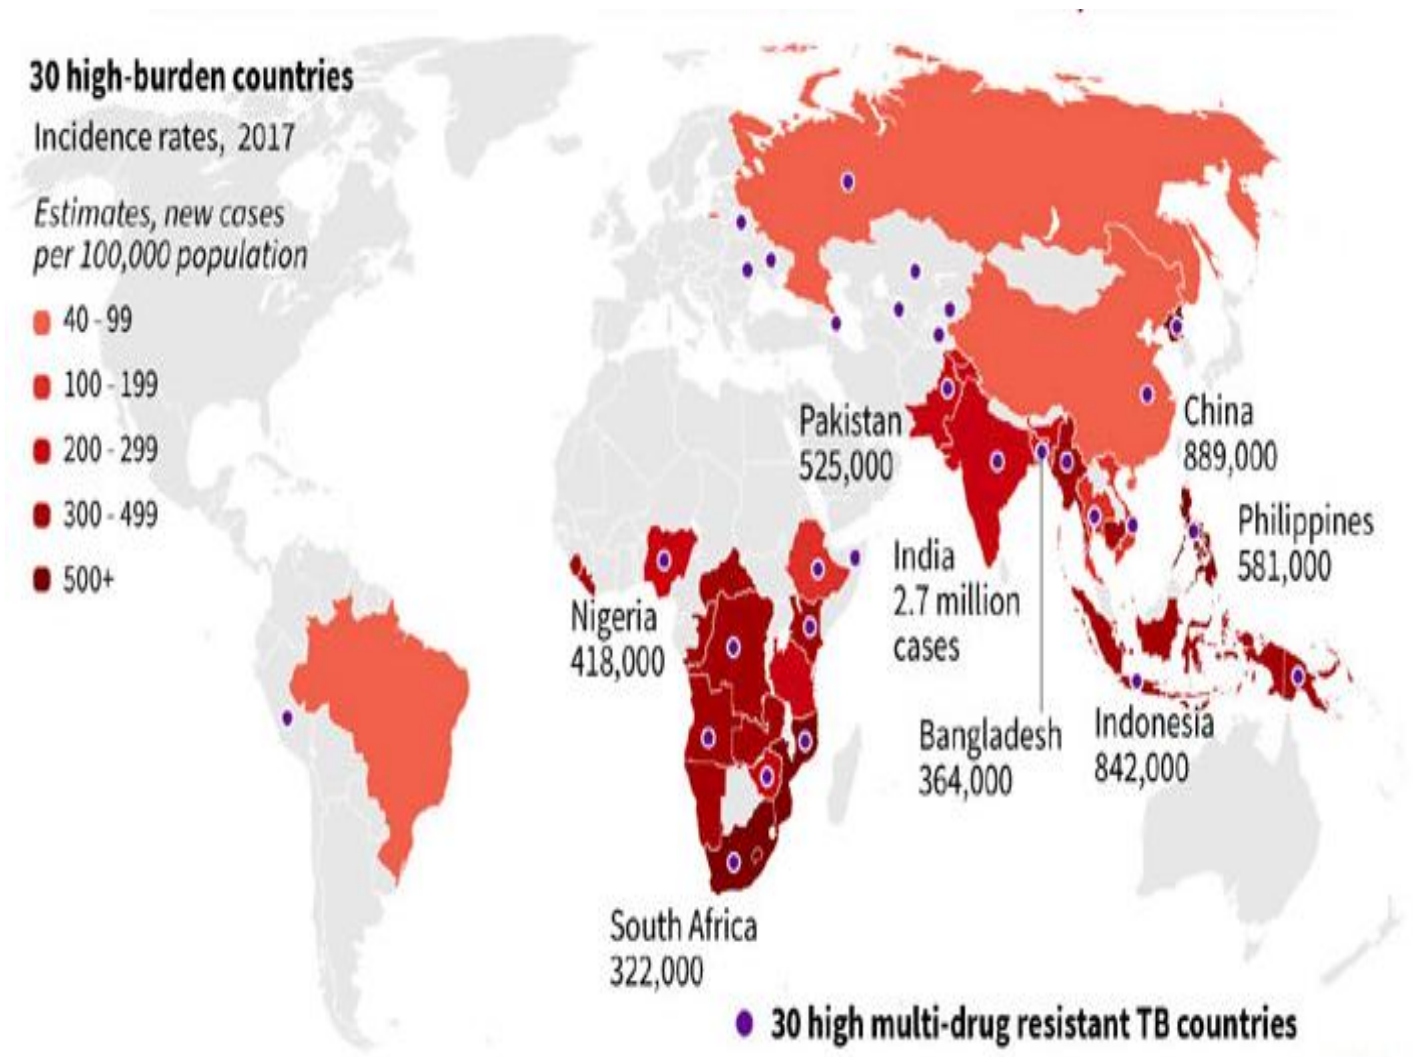 30 high-burden countries
Incidence rates, 2017
Estimates, new cases
per 100,000 population
40 - 99
100 - 199
200 - 299
300 - 499
500+
Pakistan
525,000
China
889,000
Philippines
581,000
India
2.7 million
cases
Nigeria
418,000
Bangladesh
364,000
Indonesia
842,000
South Africa
322,000
30 high multi-drug resistant TB countries